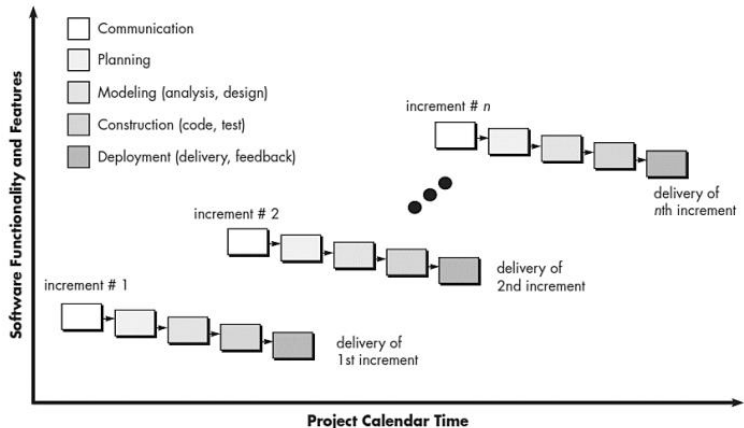 Communication
Planning
Modeling (analysis, design)
Construction (code, test)
Deployment (delivery, feedback)
increment # n
delivery of
nth increment
increment # 2
delivery of
2nd increment
increment # 1
delivery of
1st increment
Software Functionality and Features
Project Calendar Time